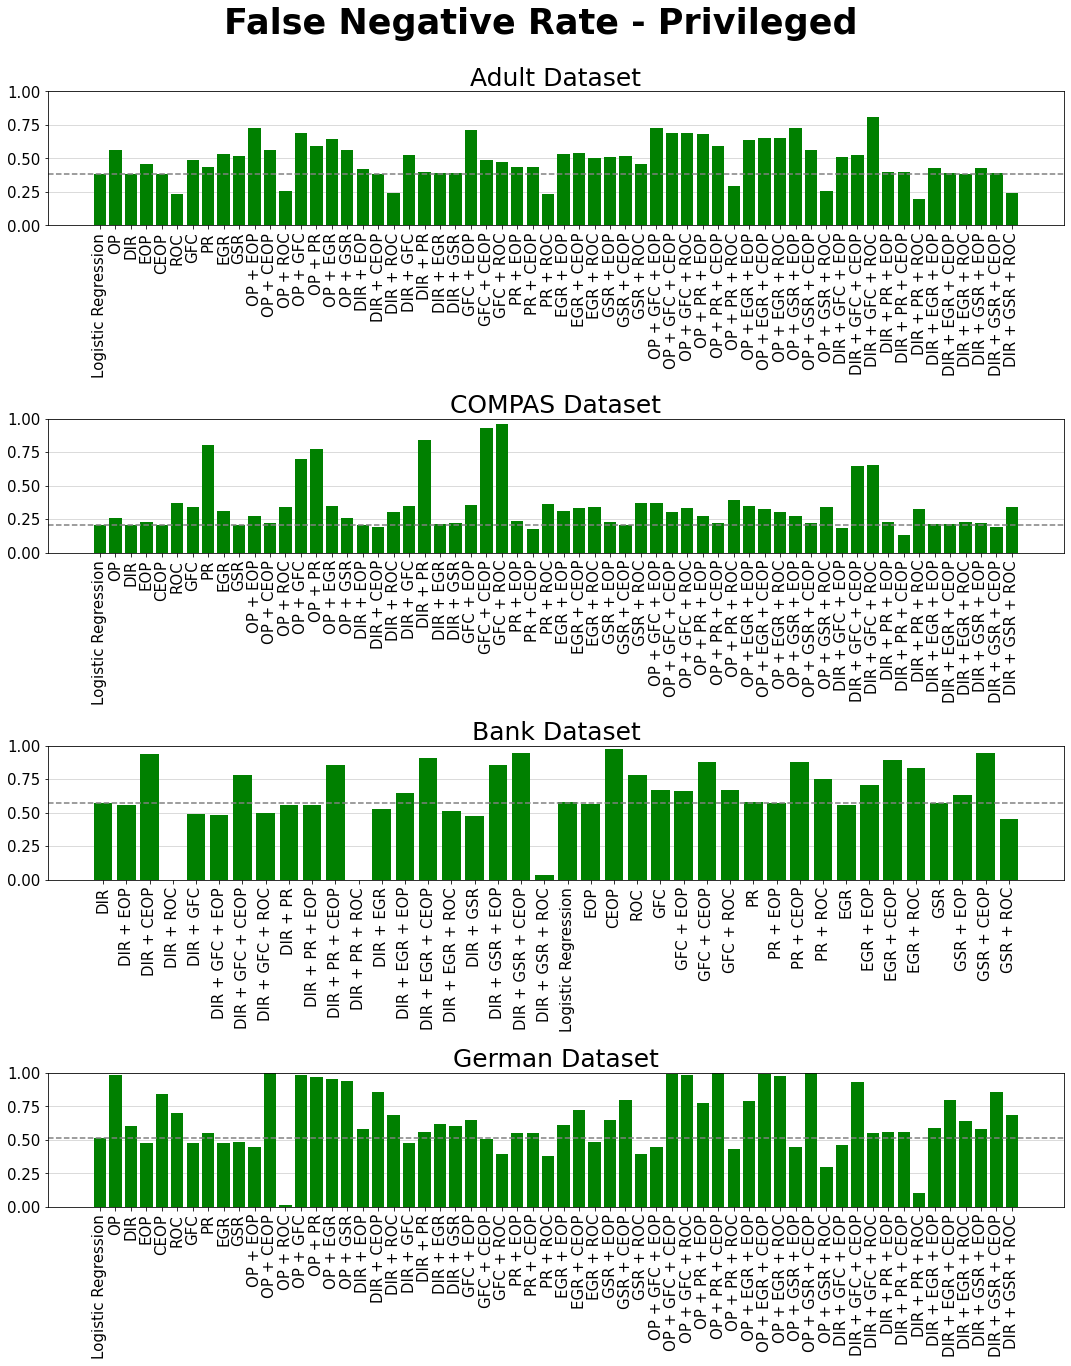 False Negative Rate - Privileged
Adult Dataset
1.00
0.75
0.50
0.25
0.00
Logistic Regression
OP
DIR
EOP
CEOP
ROC
GFC
PR
EGR
GSR
OP + EOP
OP + CEOP
OP + ROC
OP + GFC
OP + PR
OP + EGR
OP + GSR
DIR + EOP
DIR + CEOP
DIR + ROC
DIR + GFC
DIR + PR
DIR + EGR
DIR + GSR
GFC + EOP
GFC + CEOP
GFC + ROC
PR + EOP
PR + CEOP
PR + ROC
EGR + EOP
EGR + CEOP
EGR + ROC
GSR + EOP
GSR + CEOP
GSR + ROC
OP + GFC + EOP
OP + GFC + CEOP
OP + GFC + ROC
OP + PR + EOP
OP + PR + CEOP
OP + PR + ROC
OP + EGR + EOP
OP + EGR + CEOP
OP + EGR + ROC
OP + GSR + EOP
OP + GSR + CEOP
OP + GSR + ROC
DIR + GFC + EOP
DIR + GFC + CEOP
DIR + GFC + ROC
DIR + PR + EOP
DIR + PR + CEOP
DIR + PR + ROC
DIR + EGR + EOP
DIR + EGR + CEOP
DIR + EGR + ROC
DIR + GSR + EOP
DIR + GSR + CEOP
DIR + GSR + ROC
COMPAS Dataset
1.00
0.75
0.50
0.25
0.00
Logistic Regression
OP
DIR
EOP
CEOP
ROC
GFC
PR
EGR
GSR
OP + EOP
OP + CEOP
OP + ROC
OP + GFC
OP + PR
OP + EGR
OP + GSR
DIR + EOP
DIR + CEOP
DIR + ROC
DIR + GFC
DIR + PR
DIR + EGR
DIR + GSR
GFC + EOP
GFC + CEOP
GFC + ROC
PR + EOP
PR + CEOP
PR + ROC
EGR + EOP
EGR + CEOP
EGR + ROC
GSR + EOP
GSR + CEOP
GSR + ROC
OP + GFC + EOP
OP + GFC + CEOP
OP + GFC + ROC
OP + PR + EOP
OP + PR + CEOP
OP + PR + ROC
OP + EGR + EOP
OP + EGR + CEOP
OP + EGR + ROC
OP + GSR + EOP
OP + GSR + CEOP
OP + GSR + ROC
DIR + GFC + EOP
DIR + GFC + CEOP
DIR + GFC + ROC
DIR + PR + EOP
DIR + PR + CEOP
DIR + PR + ROC
DIR + EGR + EOP
DIR + EGR + CEOP
DIR + EGR + ROC
DIR + GSR + EOP
DIR + GSR + CEOP
DIR + GSR + ROC
Bank Dataset
1.00
0.75
0.50
0.25
0.00
DIR
DIR + EOP
DIR + CEOP
DIR + ROC
DIR + GFC
DIR + GFC + EOP
DIR + GFC + CEOP
DIR + GFC + ROC
DIR + PR
DIR + PR + EOP
DIR + PR + CEOP
DIR + PR + ROC
DIR + EGR
DIR + EGR + EOP
DIR + EGR + CEOP
DIR + EGR + ROC
DIR + GSR
DIR + GSR + EOP
DIR + GSR + CEOP
DIR + GSR + ROC
Logistic Regression
EOP
CEOP
ROC
GFC
GFC + EOP
GFC + CEOP
GFC + ROC
PR
PR + EOP
PR + CEOP
PR + ROC
EGR
EGR + EOP
EGR + CEOP
EGR + ROC
GSR
GSR + EOP
GSR + CEOP
GSR + ROC
German Dataset
1.00
0.75
0.50
0.25
0.00
Logistic Regression
OP
DIR
EOP
CEOP
ROC
GFC
PR
EGR
GSR
OP + EOP
OP + CEOP
OP + ROC
OP + GFC
OP + PR
OP + EGR
OP + GSR
DIR + EOP
DIR + CEOP
DIR + ROC
DIR + GFC
DIR + PR
DIR + EGR
DIR + GSR
GFC + EOP
GFC + CEOP
GFC + ROC
PR + EOP
PR + CEOP
PR + ROC
EGR + EOP
EGR + CEOP
EGR + ROC
GSR + EOP
GSR + CEOP
GSR + ROC
OP + GFC + EOP
OP + GFC + CEOP
OP + GFC + ROC
OP + PR + EOP
OP + PR + CEOP
OP + PR + ROC
OP + EGR + EOP
OP + EGR + CEOP
OP + EGR + ROC
OP + GSR + EOP
OP + GSR + CEOP
OP + GSR + ROC
DIR + GFC + EOP
DIR + GFC + CEOP
DIR + GFC + ROC
DIR + PR + EOP
DIR + PR + CEOP
DIR + PR + ROC
DIR + EGR + EOP
DIR + EGR + CEOP
DIR + EGR + ROC
DIR + GSR + EOP
DIR + GSR + CEOP
DIR + GSR + ROC